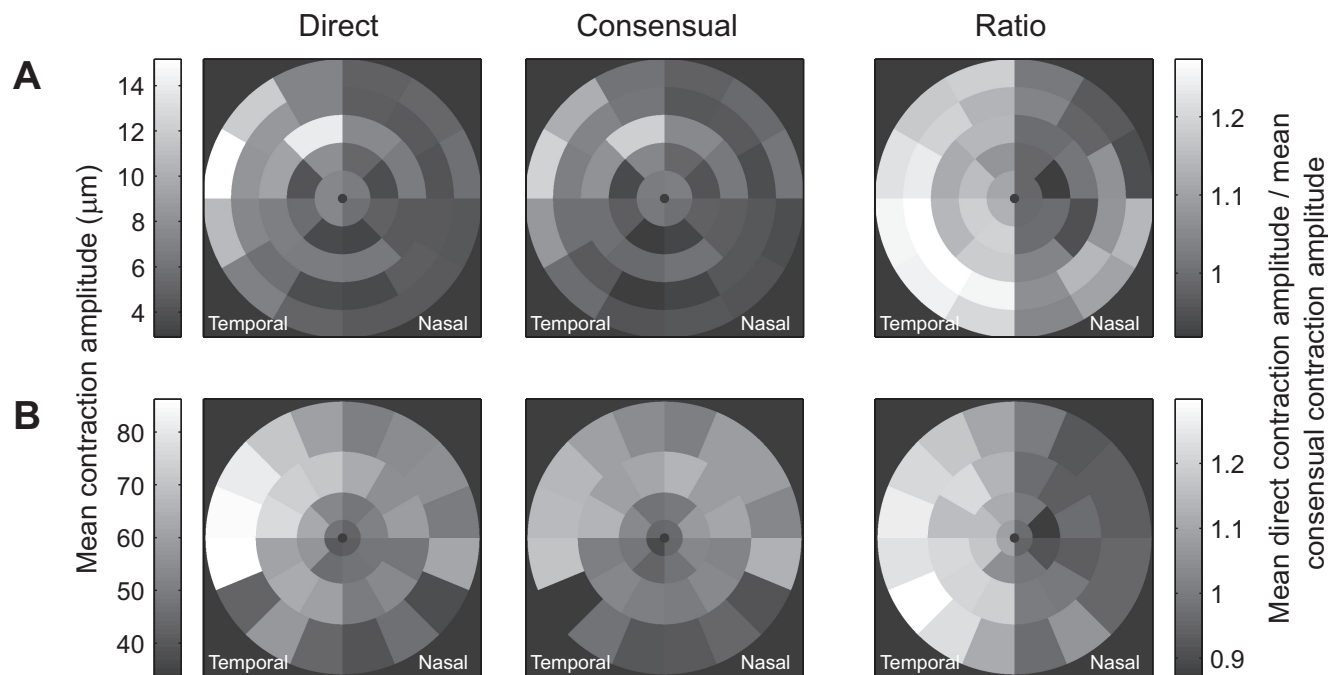 Direct
Consensual
Ratio
A
14
12
10
8
6
4
Temporal
Nasal
Temporal
Nasal
Temporal
Nasal
1.2
1.1
1
B
80
70
60
50
40
Temporal
Nasal
Temporal
Nasal
Temporal
Nasal
1.2
1.1
1
0.9
Mean contraction amplitude (μm)
Mean direct contraction amplitude / mean
consensual contraction amplitude